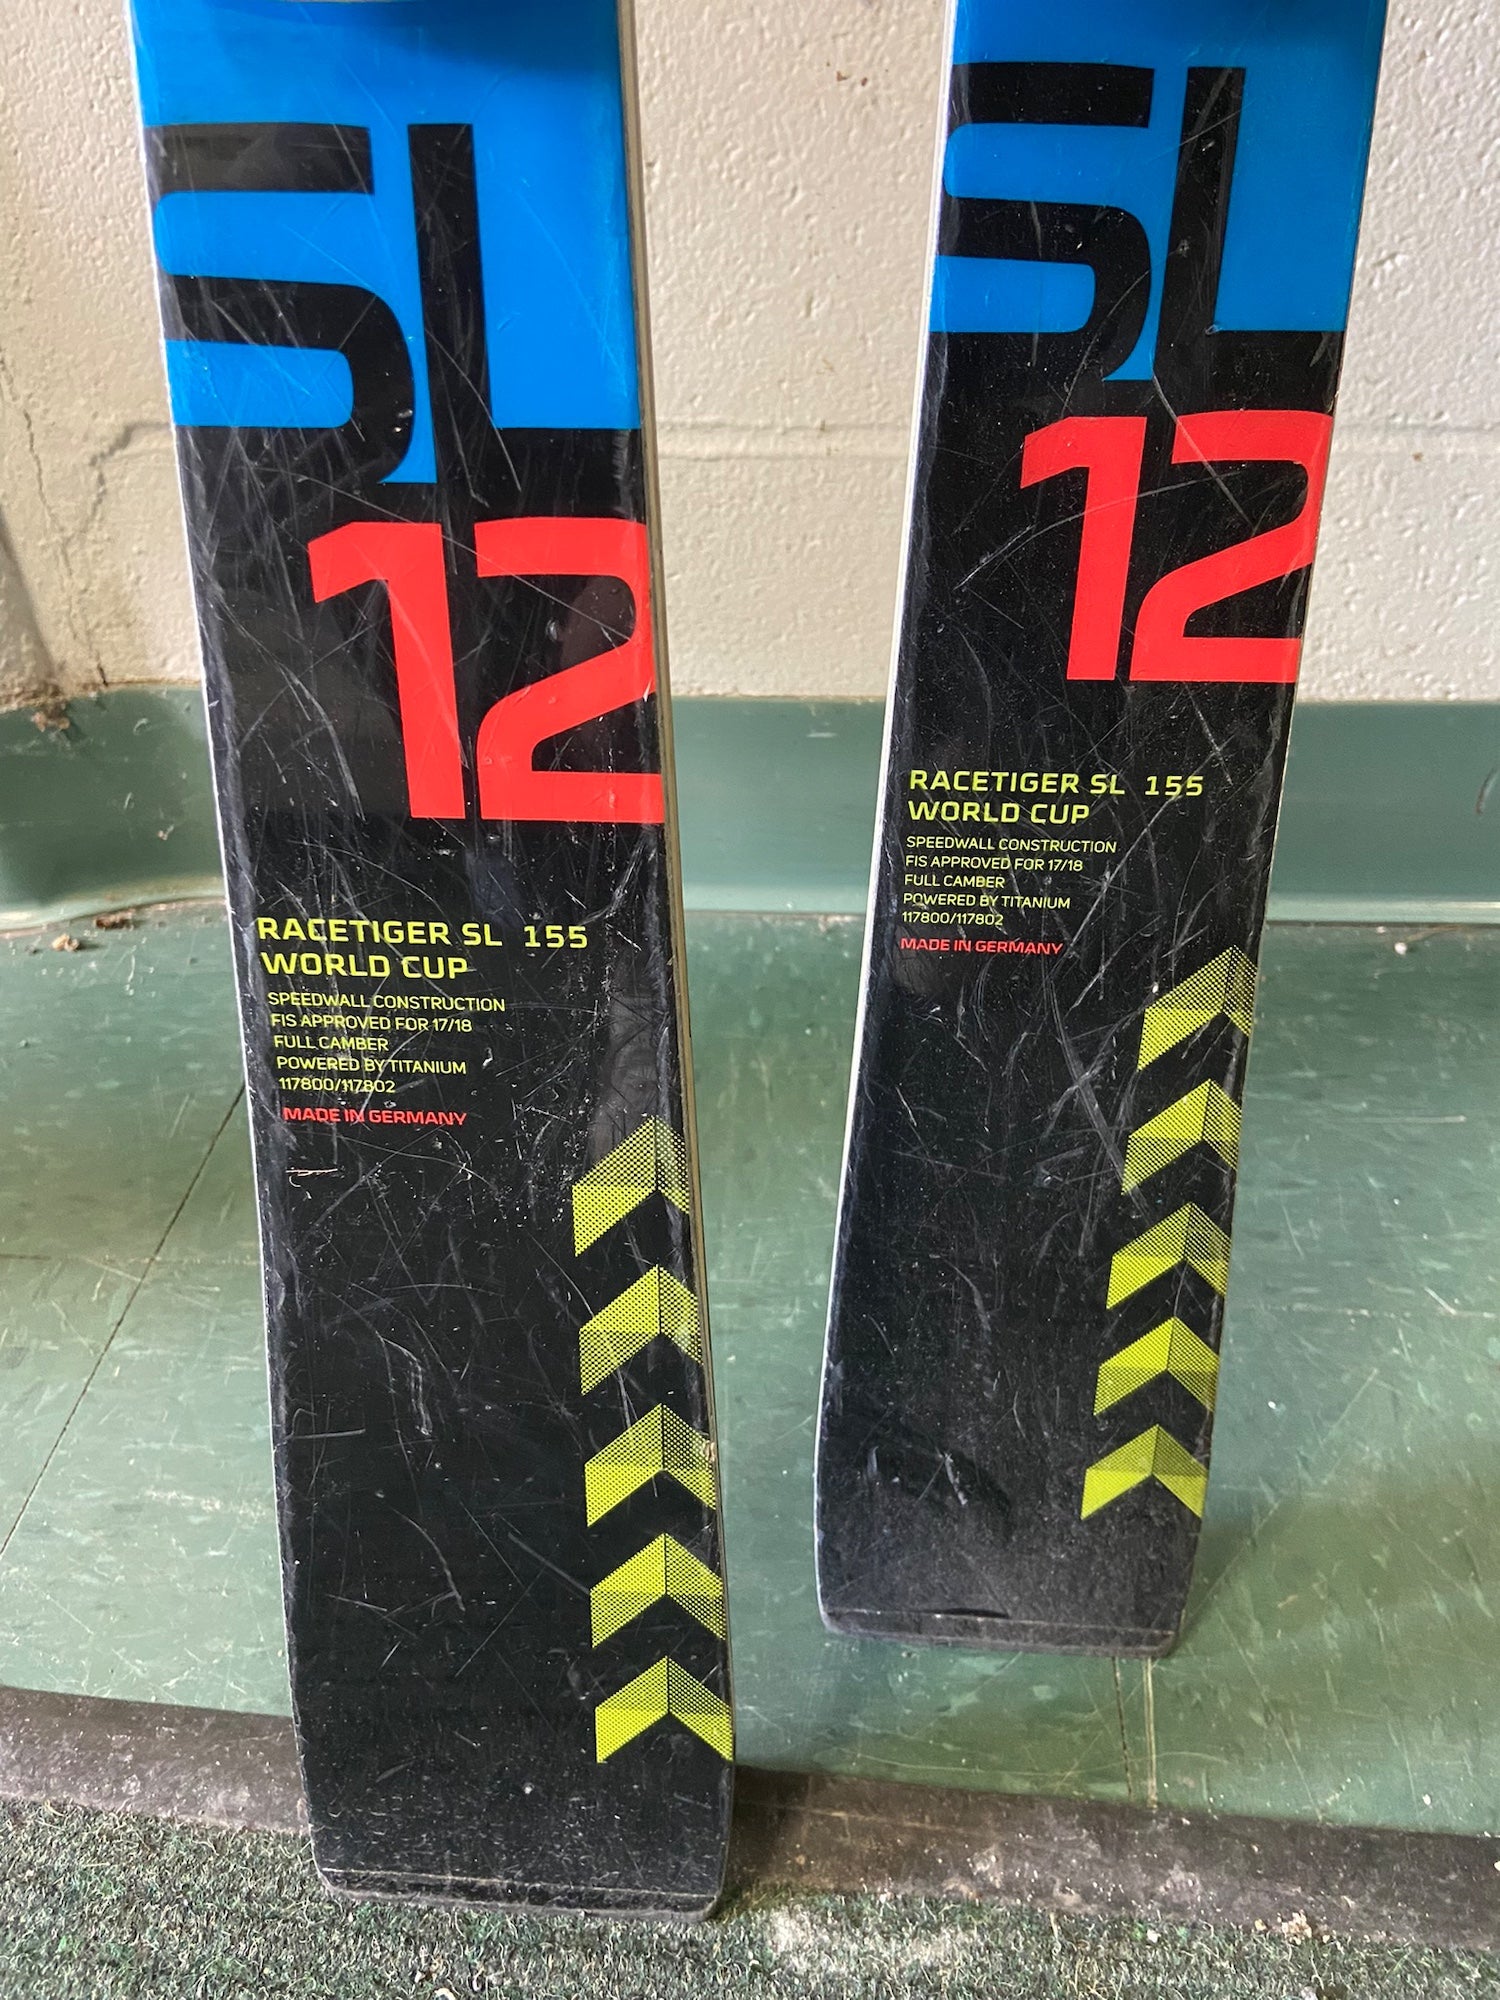 SL
12
RACETIGER SL 155
WORLD CUP
SPEEDWALL CONSTRUCTION
FIS APPROVED FOR 17/18
FULL CAMBER
POWERED BY TITANIUM
117800/117802
MADE IN GERMANY
SL
12
RACETIGER SL 155
WORLD CUP
SPEEDWALL CONSTRUCTION
FIS APPROVED FOR 17/18
FULL CAMBER
POWERED BY TITANIUM
117800/117802
MADE IN GERMANY